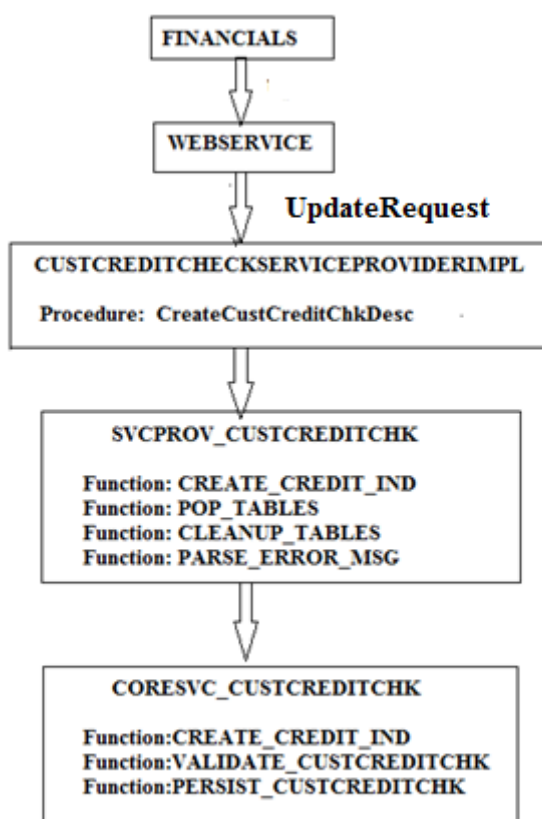 FINANCIALS
WEBSERVICE
UpdateRequest
CUSTCREDITCHECKSERVICEPROVIDERIMPL
Procedure: CreateCustCreditChkDesc
SVCPROV_CUSTCREDITCHK
Function: CREATE_CREDIT_IND
Function: POP_TABLES
Function: CLEANUP_TABLES
Function: PARSE_ERROR_MSG
CORESVC_CUSTCREDITCHK
Function:CREATE_CREDIT_IND
Function:VALIDATE_CUSTCREDITCHK
Function:PERSIST_CUSTCREDITCHK